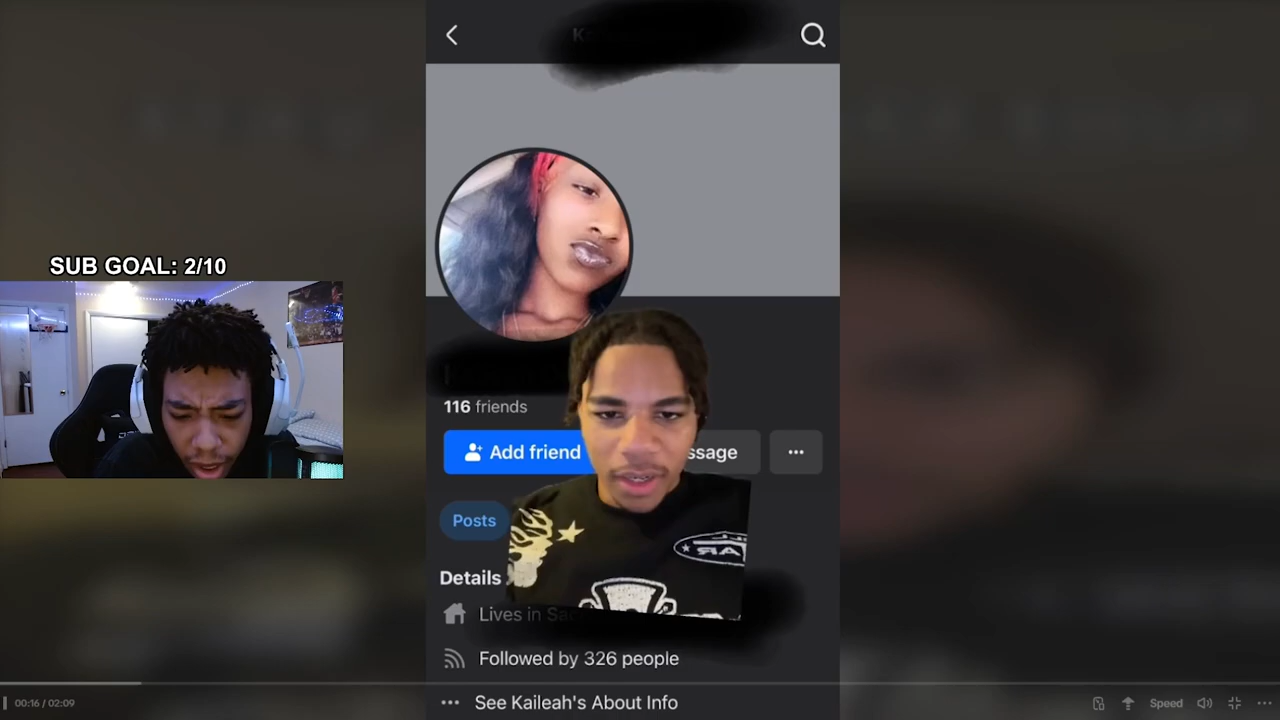 SUB GOAL: 2/10
116 friends
Add friend
ssage
Posts
Details
Lives in Sa
Followed by 326 people
See Kaileah's About Info
00:16 / 02:09
Speed